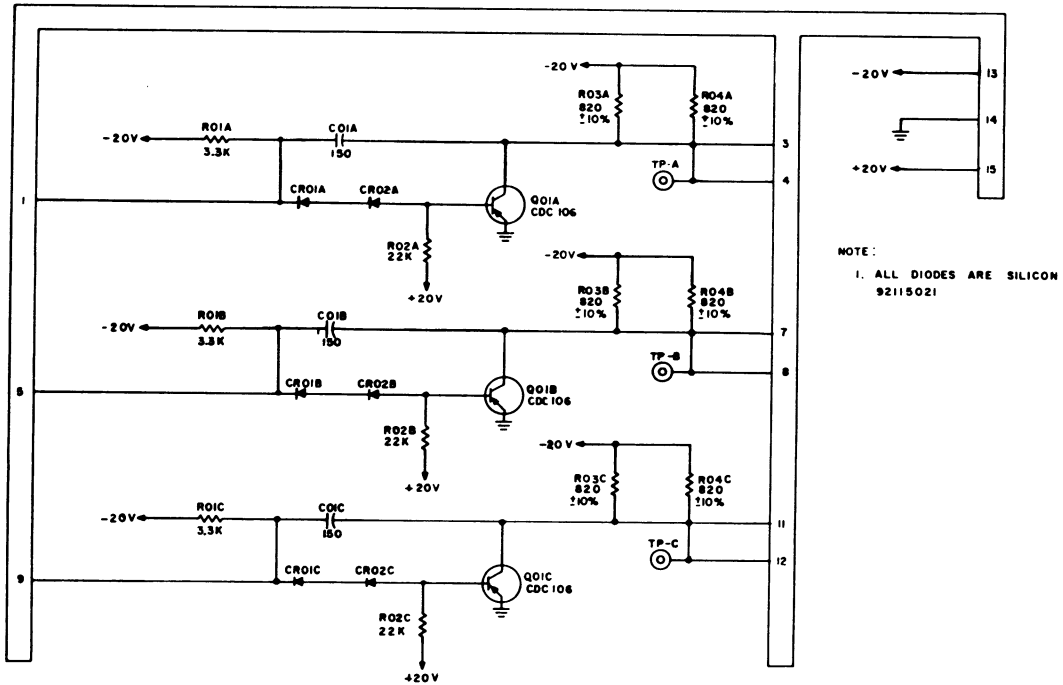 -20V
R03A
820
±10%
R04A
820
±10%
-20V
13
14
+20V
15
-20V
R01A
3.3K
C01A
150
3
TP-A
4
1
CR01A
CR02A
Q01A
CDC 106
R02A
22K
+20V
-20V
R03B
820
±10%
R04B
820
±10%
NOTE:
1. ALL DIODES ARE SILICON
92115021
-20V
R01B
3.3K
C01B
150
7
TP-B
8
5
CR01B
CR02B
Q01B
CDC 106
R02B
22K
+20V
-20V
R03C
820
±10%
R04C
820
±10%
-20V
R01C
3.3K
C01C
150
11
TP-C
12
9
CR01C
CR02C
Q01C
CDC 106
R02C
22K
+20V